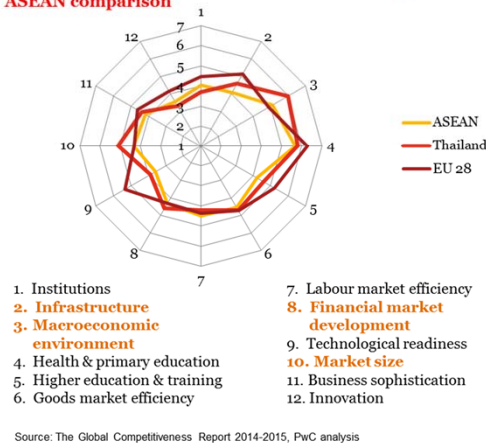 ASEAN comparison
1
2
3
4
5
6
7
8
9
10
11
12
7
6
5
4
3
2
1
ASEAN
Thailand
EU 28
1. Institutions
2. Infrastructure
3. Macroeconomic
environment
4. Health & primary education
5. Higher education & training
6. Goods market efficiency
7. Labour market efficiency
8. Financial market
development
9. Technological readiness
10. Market size
11. Business sophistication
12. Innovation
Source: The Global Competitiveness Report 2014-2015, PwC analysis